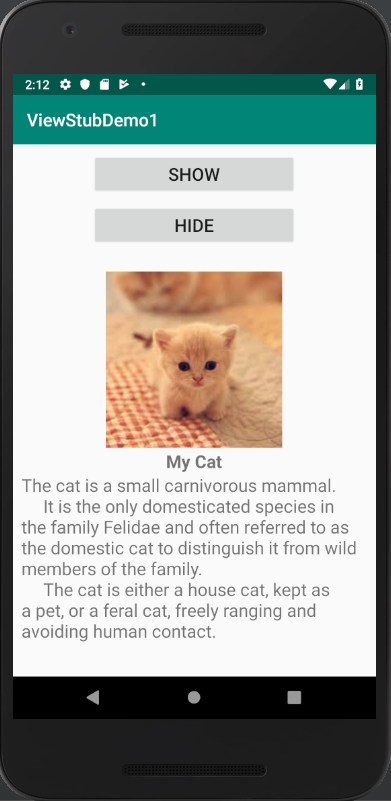 2:12
ViewStubDemo1
SHOW
HIDE
My Cat
The cat is a small carnivorous mammal.
It is the only domesticated species in
the family Felidae and often referred to as
the domestic cat to distinguish it from wild
members of the family.
The cat is either a house cat, kept as
a pet, or a feral cat, freely ranging and
avoiding human contact.